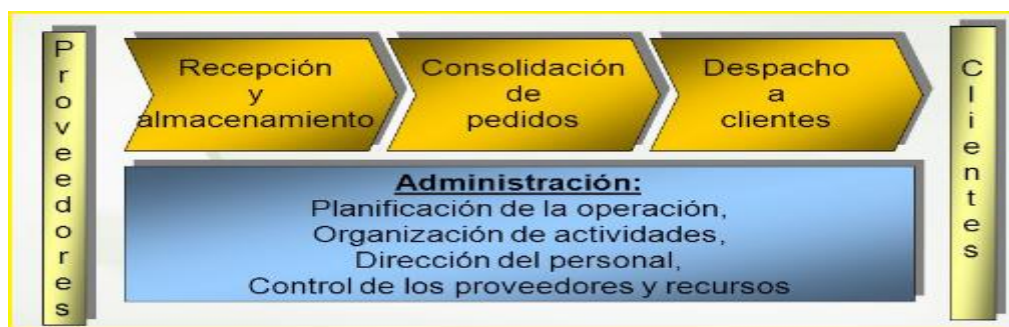 Proveedores
Recepción
y
almacenamiento
Consolidación
de
pedidos
Despacho
a
clientes
Administración:
Planificación de la operación,
Organización de actividades,
Dirección del personal,
Control de los proveedores y recursos
Clientes